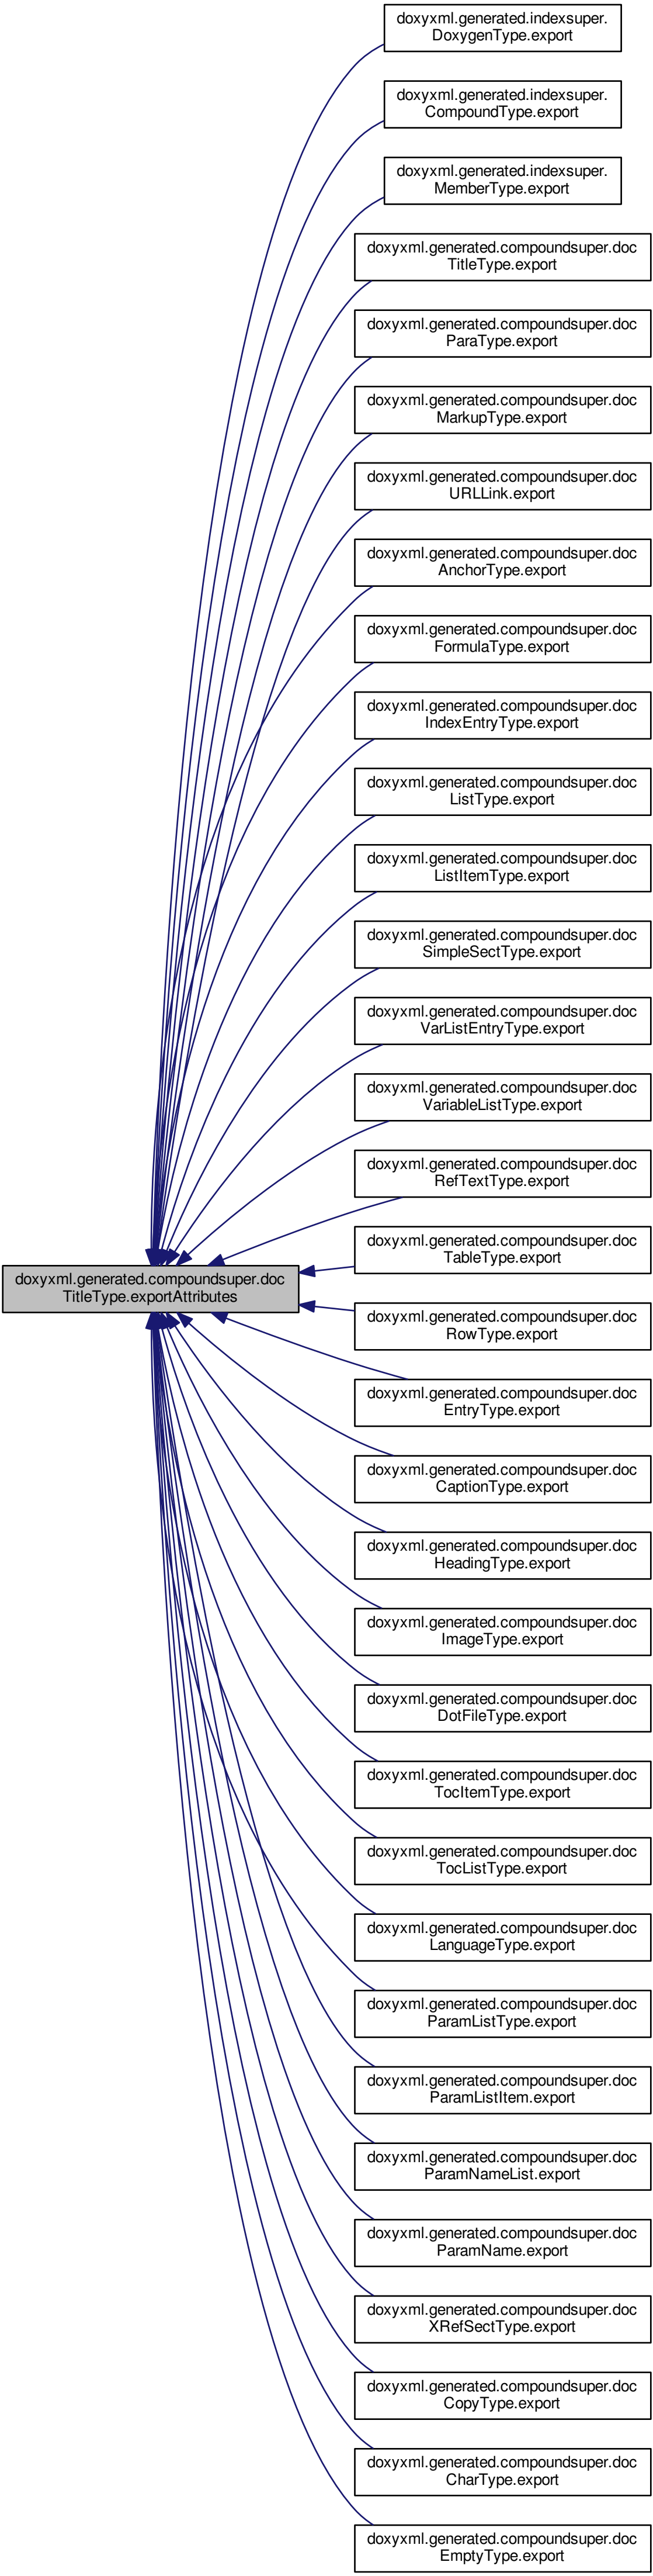 doxyxml.generated.indexsuper.
DoxygenType.export
doxyxml.generated.indexsuper.
CompoundType.export
doxyxml.generated.indexsuper.
MemberType.export
doxyxml.generated.compoundsuper.doc
TitleType.export
doxyxml.generated.compoundsuper.doc
ParaType.export
doxyxml.generated.compoundsuper.doc
MarkupType.export
doxyxml.generated.compoundsuper.doc
URLLink.export
doxyxml.generated.compoundsuper.doc
AnchorType.export
doxyxml.generated.compoundsuper.doc
FormulaType.export
doxyxml.generated.compoundsuper.doc
IndexEntryType.export
doxyxml.generated.compoundsuper.doc
ListType.export
doxyxml.generated.compoundsuper.doc
ListItemType.export
doxyxml.generated.compoundsuper.doc
SimpleSectType.export
doxyxml.generated.compoundsuper.doc
VarListEntryType.export
doxyxml.generated.compoundsuper.doc
VariableListType.export
doxyxml.generated.compoundsuper.doc
RefTextType.export
doxyxml.generated.compoundsuper.doc
TableType.export
doxyxml.generated.compoundsuper.doc
TitleType.exportAttributes
doxyxml.generated.compoundsuper.doc
RowType.export
doxyxml.generated.compoundsuper.doc
EntryType.export
doxyxml.generated.compoundsuper.doc
CaptionType.export
doxyxml.generated.compoundsuper.doc
HeadingType.export
doxyxml.generated.compoundsuper.doc
ImageType.export
doxyxml.generated.compoundsuper.doc
DotFileType.export
doxyxml.generated.compoundsuper.doc
TocItemType.export
doxyxml.generated.compoundsuper.doc
TocListType.export
doxyxml.generated.compoundsuper.doc
LanguageType.export
doxyxml.generated.compoundsuper.doc
ParamListType.export
doxyxml.generated.compoundsuper.doc
ParamListItem.export
doxyxml.generated.compoundsuper.doc
ParamNameList.export
doxyxml.generated.compoundsuper.doc
ParamName.export
doxyxml.generated.compoundsuper.doc
XRefSectType.export
doxyxml.generated.compoundsuper.doc
CopyType.export
doxyxml.generated.compoundsuper.doc
CharType.export
doxyxml.generated.compoundsuper.doc
EmptyType.export